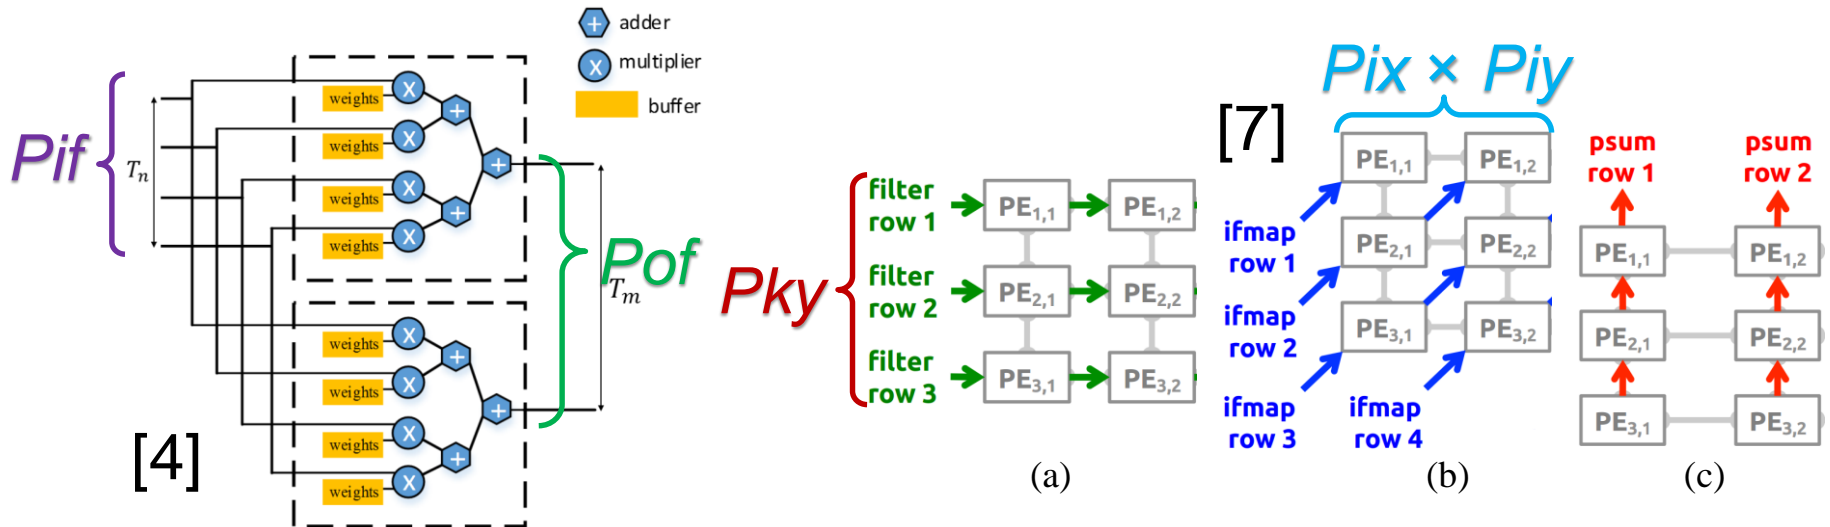 adder
multiplier
buffer
Pif
T_n
weights
weights
weights
weights
weights
weights
weights
weights
X
X
X
X
X
X
X
X
X
+
+
+
+
+
+
+
Pof
T_m
[4]
Pky
filter
row 1
filter
row 2
filter
row 3
PE1,1
PE1,2
PE2,1
PE2,2
PE3,1
PE3,2
(a)
[7]
Pix × Piy
PE1,1
PE1,2
PE2,1
PE2,2
PE3,1
PE3,2
ifmap
row 1
ifmap
row 2
ifmap
row 3
ifmap
row 4
(b)
psum
row 1
psum
row 2
PE1,1
PE1,2
PE2,1
PE2,2
PE3,1
PE3,2
(c)